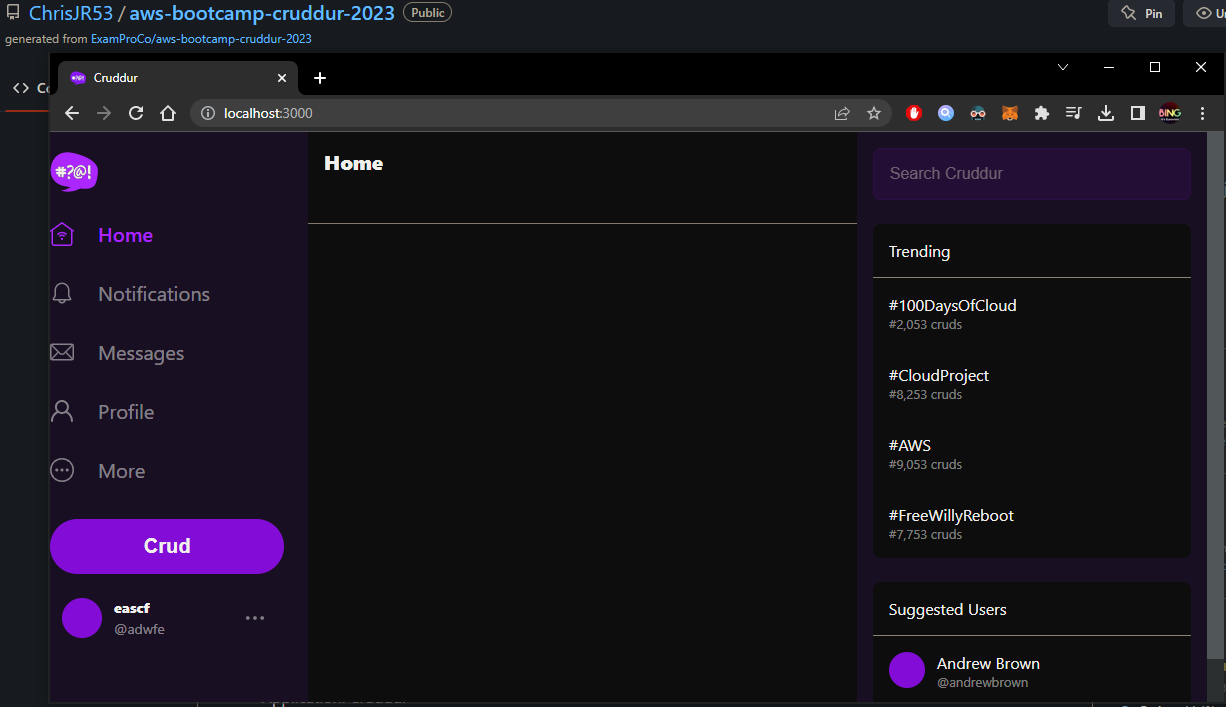 ChrisJR53 / aws-bootcamp-cruddur-2023 Public
Pin
generated from ExamProCo/aws-bootcamp-cruddur-2023
Cruddur
localhost:3000
BING
#?@!
Home
Notifications
Messages
Profile
More
Crud
eascf
@adwfe
Home
Search Cruddur
Trending
#100DaysOfCloud
#2,053 cruds
#CloudProject
#8,253 cruds
#AWS
#9,053 cruds
#FreeWillyReboot
#7,753 cruds
Suggested Users
Andrew Brown
@andrewbrown